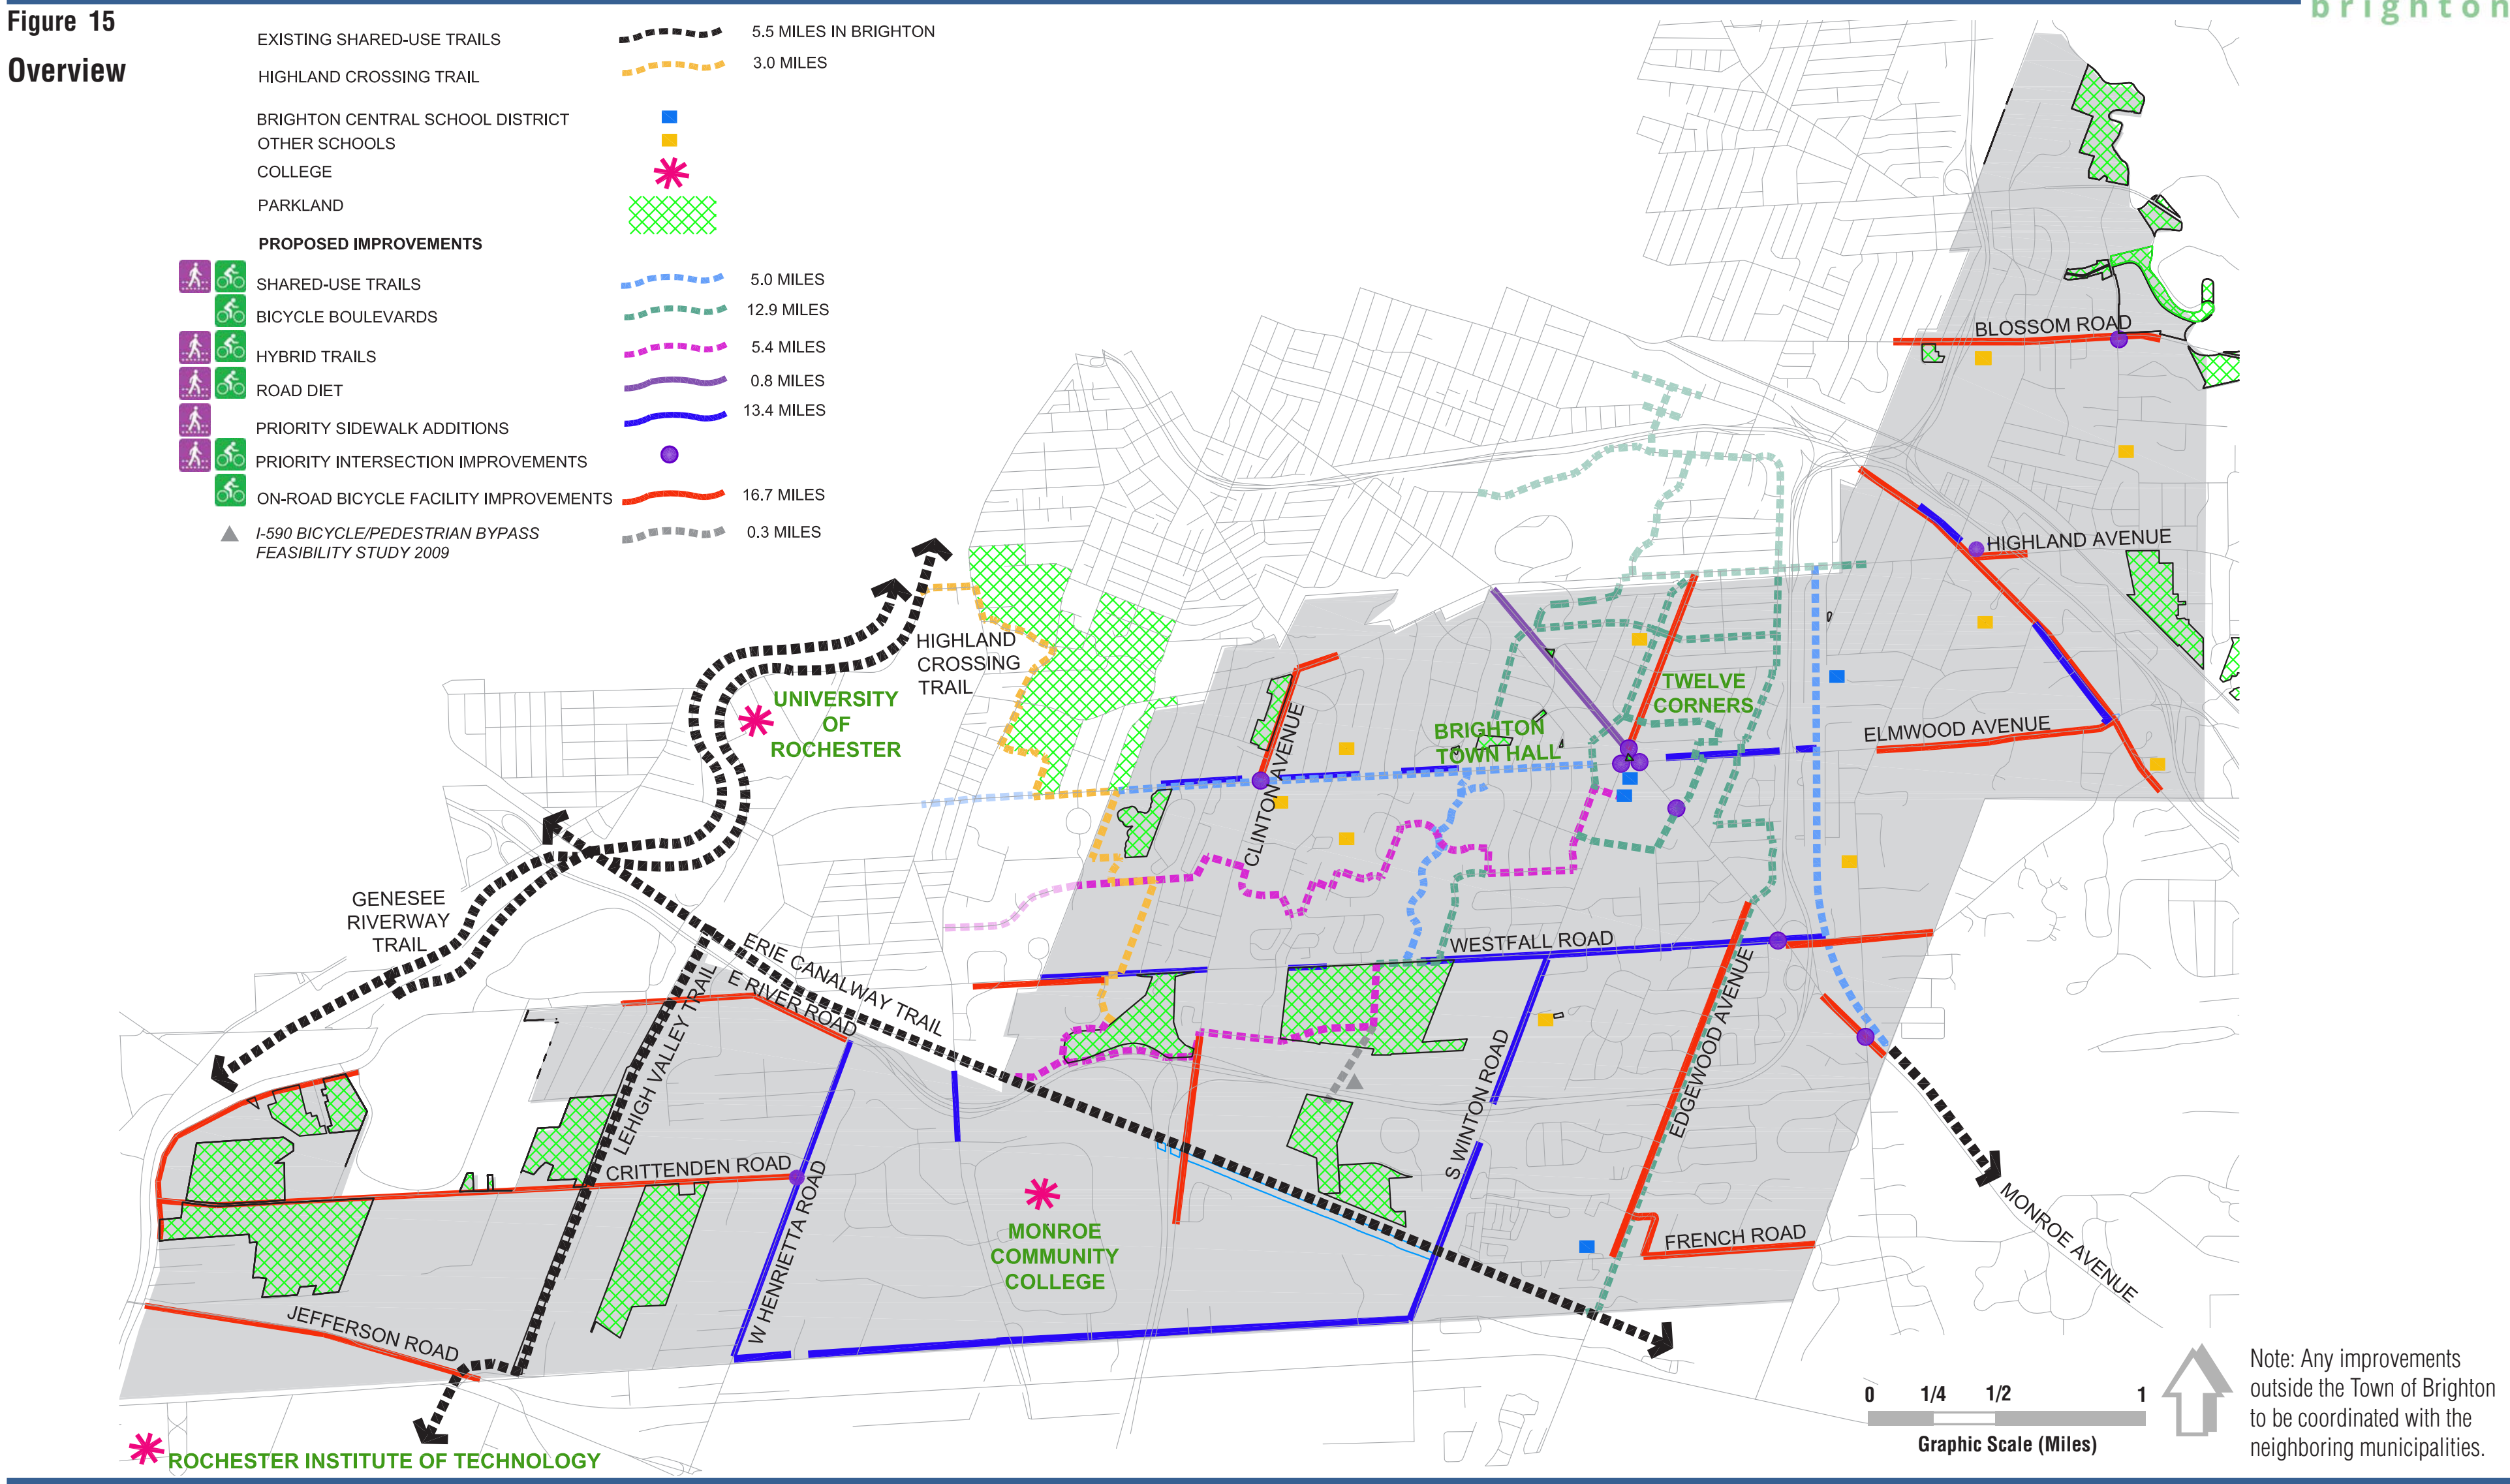 brighton
Figure 15
Overview
EXISTING SHARED-USE TRAILS 5.5 MILES IN BRIGHTON
HIGHLAND CROSSING TRAIL 3.0 MILES
BRIGHTON CENTRAL SCHOOL DISTRICT
OTHER SCHOOLS
COLLEGE
PARKLAND
PROPOSED IMPROVEMENTS
SHARED-USE TRAILS 5.0 MILES
BICYCLE BOULEVARDS 12.9 MILES
HYBRID TRAILS 5.4 MILES
ROAD DIET 0.8 MILES
PRIORITY SIDEWALK ADDITIONS 13.4 MILES
PRIORITY INTERSECTION IMPROVEMENTS
ON-ROAD BICYCLE FACILITY IMPROVEMENTS 16.7 MILES
I-590 BICYCLE/PEDESTRIAN BYPASS 0.3 MILES
FEASIBILITY STUDY 2009
BLOSSOM ROAD
HIGHLAND AVENUE
HIGHLAND
CROSSING
TRAIL
UNIVERSITY
OF
ROCHESTER
TWELVE
CORNERS
BRIGHTON
TOWN HALL
ELMWOOD AVENUE
CLINTON AVENUE
GENESEE
RIVERWAY
TRAIL
ERIE CANALWAY TRAIL
E RIVER ROAD
WESTFALL ROAD
LEHIGH VALLEY TRAIL
EDGEWOOD AVENUE
S WINTON ROAD
CRITTENDEN ROAD
W HENRIETTA ROAD
MONROE
COMMUNITY
COLLEGE
FRENCH ROAD
MONROE AVENUE
JEFFERSON ROAD
ROCHESTER INSTITUTE OF TECHNOLOGY
0 1/4 1/2 1
Graphic Scale (Miles)
Note: Any improvements
outside the Town of Brighton
to be coordinated with the
neighboring municipalities.